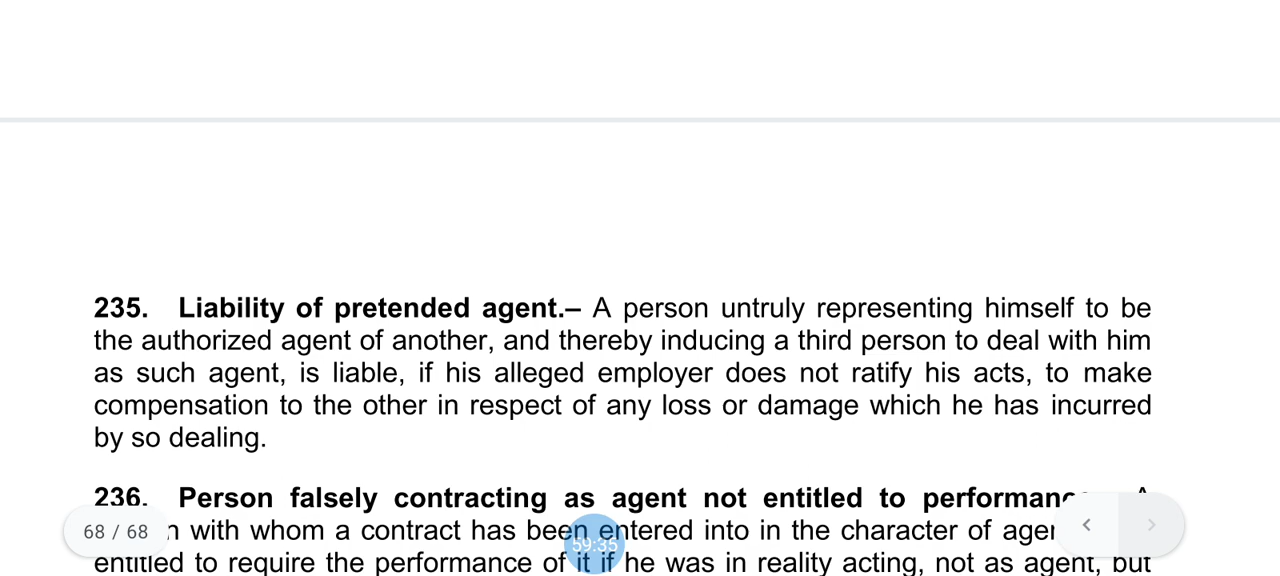 235. Liability of pretended agent.– A person untruly representing himself to be
the authorized agent of another, and thereby inducing a third person to deal with him
as such agent, is liable, if his alleged employer does not ratify his acts, to make
compensation to the other in respect of any loss or damage which he has incurred
by so dealing.
236. Person falsely contracting as agent not entitled to
with whom a contract has been entered into in the character of
entitled to require the performance of it if he was in reality acting, not as agent, but
68 / 68
59:35